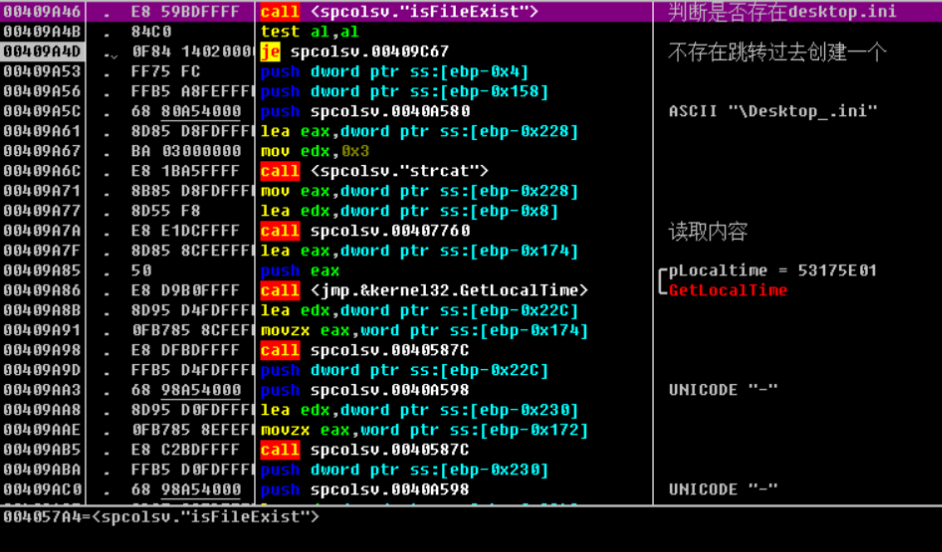 00409A46 . E8 59BDFFFF call <spcolsv."isFileExist"> 判断是否存在desktop.ini
00409A4B . 84C0 test al,al
00409A4D .. 0F84 14020000 je spcolsv.00409C67 不存在跳转过去创建一个
00409A53 . FF75 FC push dword ptr ss:[ebp-0x4]
00409A56 . FFB5 A8FEFFFF push dword ptr ss:[ebp-0x158]
00409A5C . 68 80A54000 push spcolsv.0040A580 ASCII "\Desktop_.ini"
00409A61 . 8D85 D8FDFFFF lea eax,dword ptr ss:[ebp-0x228]
00409A67 . BA 03000000 mov edx,0x3
00409A6C . E8 1BA5FFFF call <spcolsv."strcat">
00409A71 . 8B85 D8FDFFFF mov eax,dword ptr ss:[ebp-0x228]
00409A77 . 8D55 F8 lea edx,dword ptr ss:[ebp-0x8]
00409A7A . E8 E1DCFFFF call spcolsv.00407760 读取内容
00409A7F . 8D85 8CFEFFFF lea eax,dword ptr ss:[ebp-0x174]
00409A85 . 50 push eax pLocaltime = 53175E01
00409A86 . E8 D9B0FFFF call <jmp.&kernel32.GetLocalTime> GetLocalTime
00409A8B . 8D95 D4FDFFFF lea edx,dword ptr ss:[ebp-0x22C]
00409A91 . 0FB785 8CFEFF movzx eax,word ptr ss:[ebp-0x174]
00409A98 . E8 DFBDFFFF call spcolsv.0040587C
00409A9D . FFB5 D4FDFFFF push dword ptr ss:[ebp-0x22C]
00409AA3 . 68 98A54000 push spcolsv.0040A598 UNICODE "-"
00409AA8 . 8D95 D0FDFFFF lea edx,dword ptr ss:[ebp-0x230]
00409AAE . 0FB785 8EFEFF movzx eax,word ptr ss:[ebp-0x172]
00409AB5 . E8 C2BDFFFF call spcolsv.0040587C
00409ABA . FFB5 D0FDFFFF push dword ptr ss:[ebp-0x230]
00409AC0 . 68 98A54000 push spcolsv.0040A598 UNICODE "-"
004057A4=<spcolsv."isFileExist">